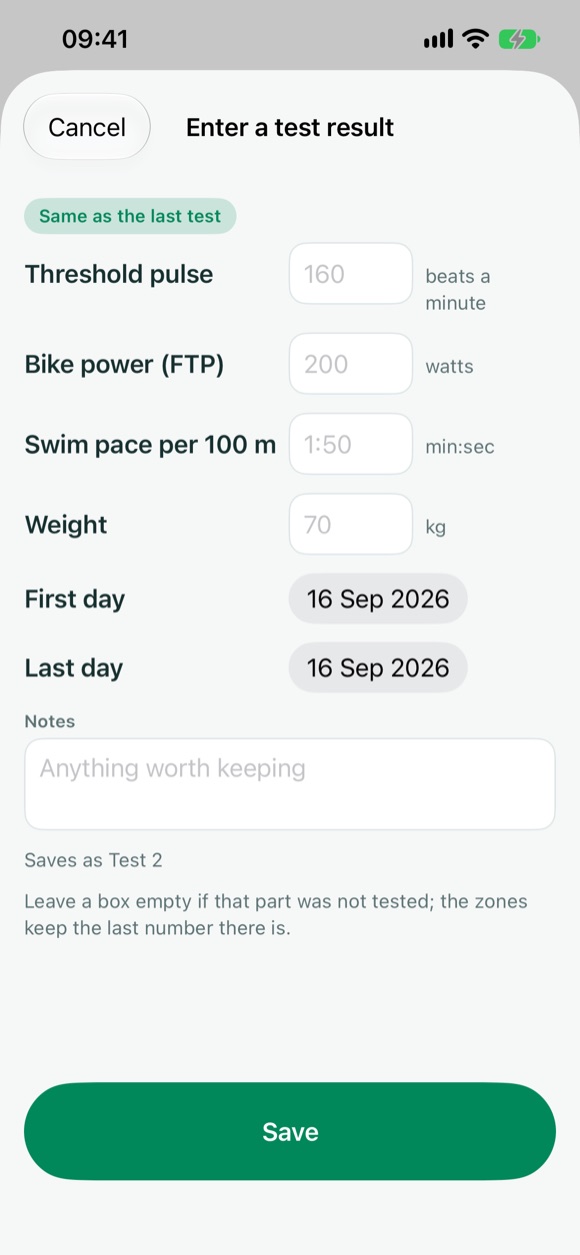 09:41
Cancel
Enter a test result
Same as the last test
Threshold pulse 160 beats a
minute
Bike power (FTP) 200 watts
Swim pace per 100 m 1:50 min:sec
Weight 70 kg
First day 16 Sep 2026
Last day 16 Sep 2026
Notes
Anything worth keeping
Saves as Test 2
Leave a box empty if that part was not tested; the zones
keep the last number there is.
Save